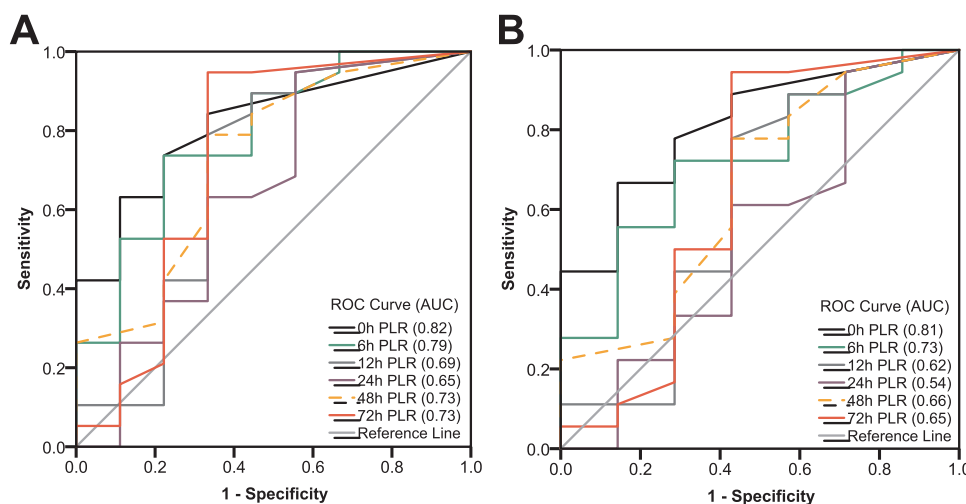 A
1.0
0.8
0.6
0.4
0.2
0.0
Sensitivity
ROC Curve (AUC)
0h PLR (0.82)
6h PLR (0.79)
12h PLR (0.69)
24h PLR (0.65)
48h PLR (0.73)
72h PLR (0.73)
Reference Line
0.0 0.2 0.4 0.6 0.8 1.0
1 - Specificity
B
1.0
0.8
0.6
0.4
0.2
0.0
Sensitivity
ROC Curve (AUC)
0h PLR (0.81)
6h PLR (0.73)
12h PLR (0.62)
24h PLR (0.54)
48h PLR (0.66)
72h PLR (0.65)
Reference Line
0.0 0.2 0.4 0.6 0.8 1.0
1 - Specificity